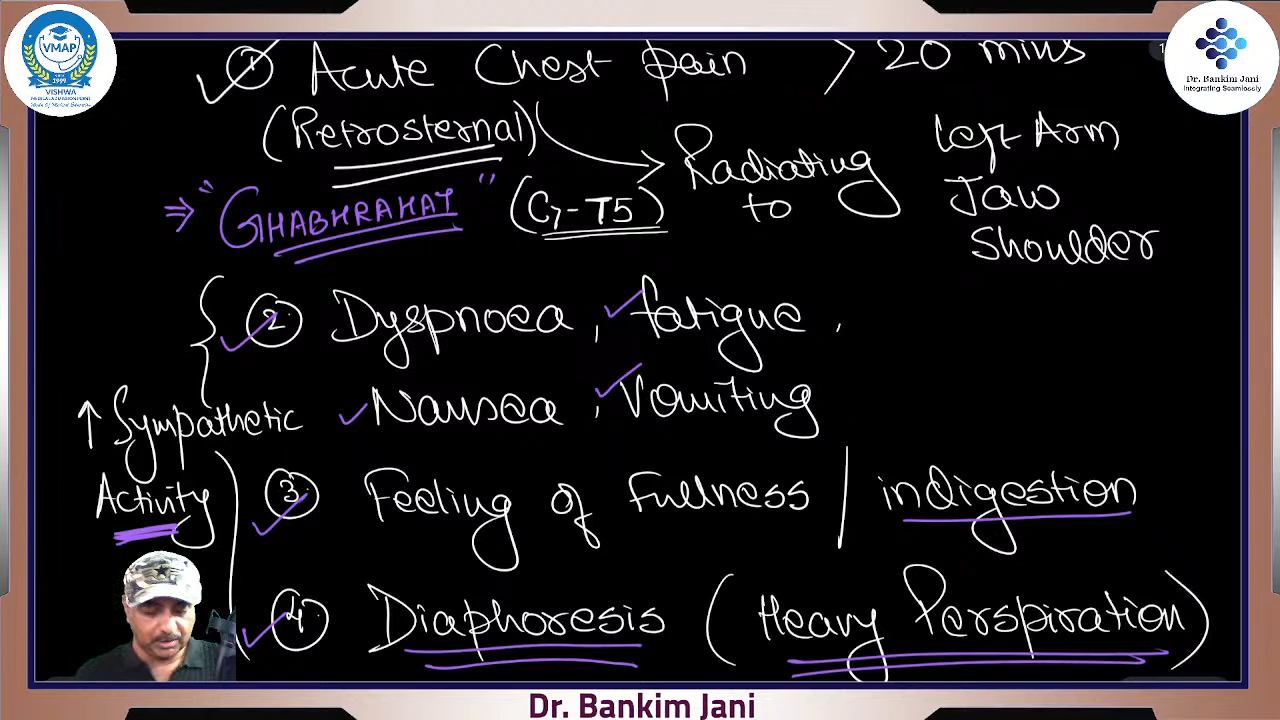 VMAP
VISHWA
Dr. Bankim Jani
Integrating Seamlessly
① Acute Chest pain > 20 mins
(Retrosternal) Radiating to Left Arm
Jaw
Shoulder
⇒ "GHABHRAHAT" (C7-T5)
② Dyspnoea, fatigue,
Nausea, Vomiting
↑ Sympathetic
Activity
③ Feeling of Fullness / indigestion
④ Diaphoresis (Heavy Perspiration)
Dr. Bankim Jani